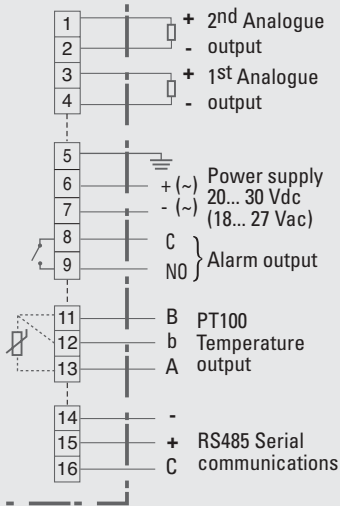 1 + 2nd Analogue
2 - output
3 + 1st Analogue
4 - output
5
6 + (~) Power supply
20... 30 Vdc
7 - (~)
(18... 27 Vac)
8 C
Alarm output
9 NO
11 B PT100
12 b Temperature
13 A output
14 -
15 + RS485 Serial
16 C communications